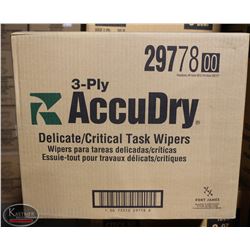 29778 00
3-Ply
AccuDry®
Delicate/Critical Task Wipers
Wipers para tareas delicadas/críticas
Essuie-tout pour travaux délicats/critiques
FORT JAMES
KASTNER